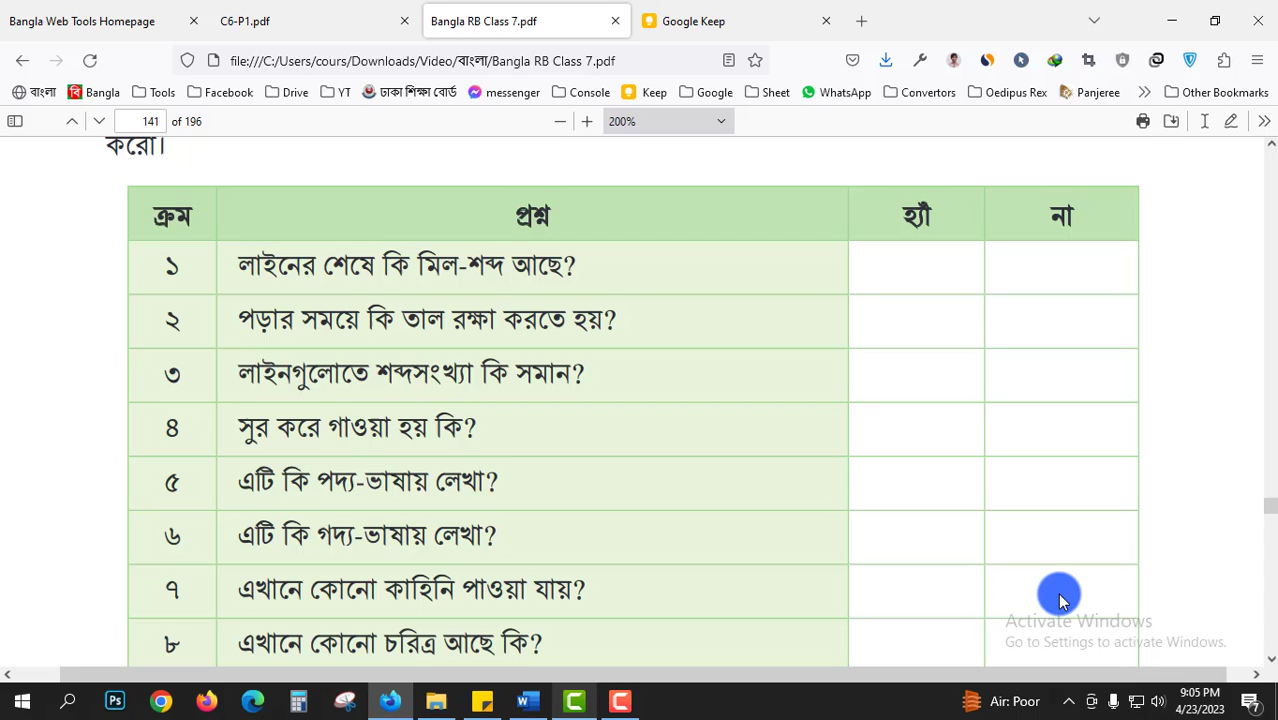 Bangla Web Tools Homepage
C6-P1.pdf
Bangla RB Class 7.pdf
Google Keep
file:///C:/Users/cours/Downloads/Video/বাংলা/Bangla RB Class 7.pdf
বাংলা Bangla Tools Facebook Drive YT ঢাকা শিক্ষা বোর্ড messenger Console Keep Google Sheet WhatsApp Convertors Oedipus Rex Panjeree Other Bookmarks
141 of 196 200%
করো।
ক্রম প্রশ্ন হ্যাঁ না
১ লাইনের শেষে কি মিল-শব্দ আছে?
২ পড়ার সময়ে কি তাল রক্ষা করতে হয়?
৩ লাইনগুলোতে শব্দসংখ্যা কি সমান?
৪ সুর করে গাওয়া হয় কি?
৫ এটি কি পদ্য-ভাষায় লেখা?
৬ এটি কি গদ্য-ভাষায় লেখা?
৭ এখানে কোনো কাহিনি পাওয়া যায়?
৮ এখানে কোনো চরিত্র আছে কি?
Activate Windows
Go to Settings to activate Windows.
Air: Poor
9:05 PM
4/23/2023
7